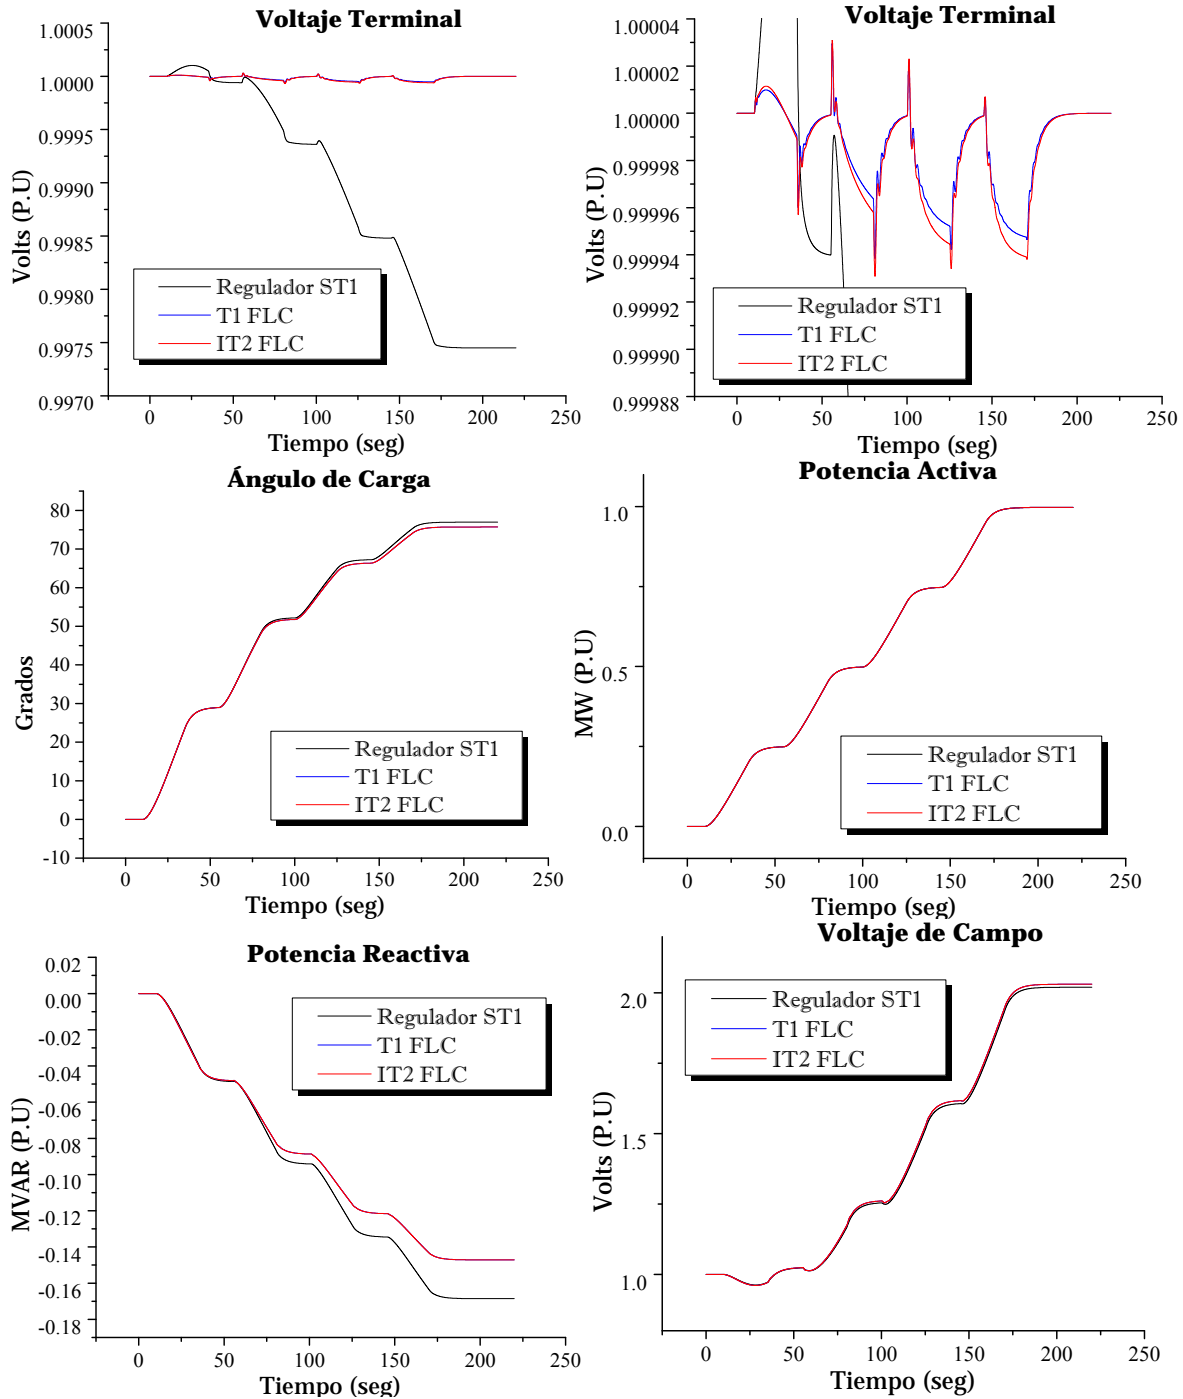 Voltaje Terminal
1.0005
1.0000
0.9995
0.9990
0.9985
0.9980
0.9975
0.9970
Volts (P.U)
Regulador ST1
T1 FLC
IT2 FLC
0 50 100 150 200 250
Tiempo (seg)
Voltaje Terminal
1.00004
1.00002
1.00000
0.99998
0.99996
0.99994
0.99992
0.99990
0.99988
Volts (P.U)
Regulador ST1
T1 FLC
IT2 FLC
0 50 100 150 200 250
Tiempo (seg)
Ángulo de Carga
80
70
60
50
40
30
20
10
0
-10
Grados
Regulador ST1
T1 FLC
IT2 FLC
0 50 100 150 200 250
Tiempo (seg)
Potencia Activa
1.0
0.5
0.0
MW (P.U)
Regulador ST1
T1 FLC
IT2 FLC
0 50 100 150 200 250
Tiempo (seg)
Potencia Reactiva
0.02
0.00
-0.02
-0.04
-0.06
-0.08
-0.10
-0.12
-0.14
-0.16
-0.18
MVAR (P.U)
Regulador ST1
T1 FLC
IT2 FLC
0 50 100 150 200 250
Tiempo (seg)
Voltaje de Campo
2.0
1.5
1.0
Volts (P.U)
Regulador ST1
T1 FLC
IT2 FLC
0 50 100 150 200 250
Tiempo (seg)